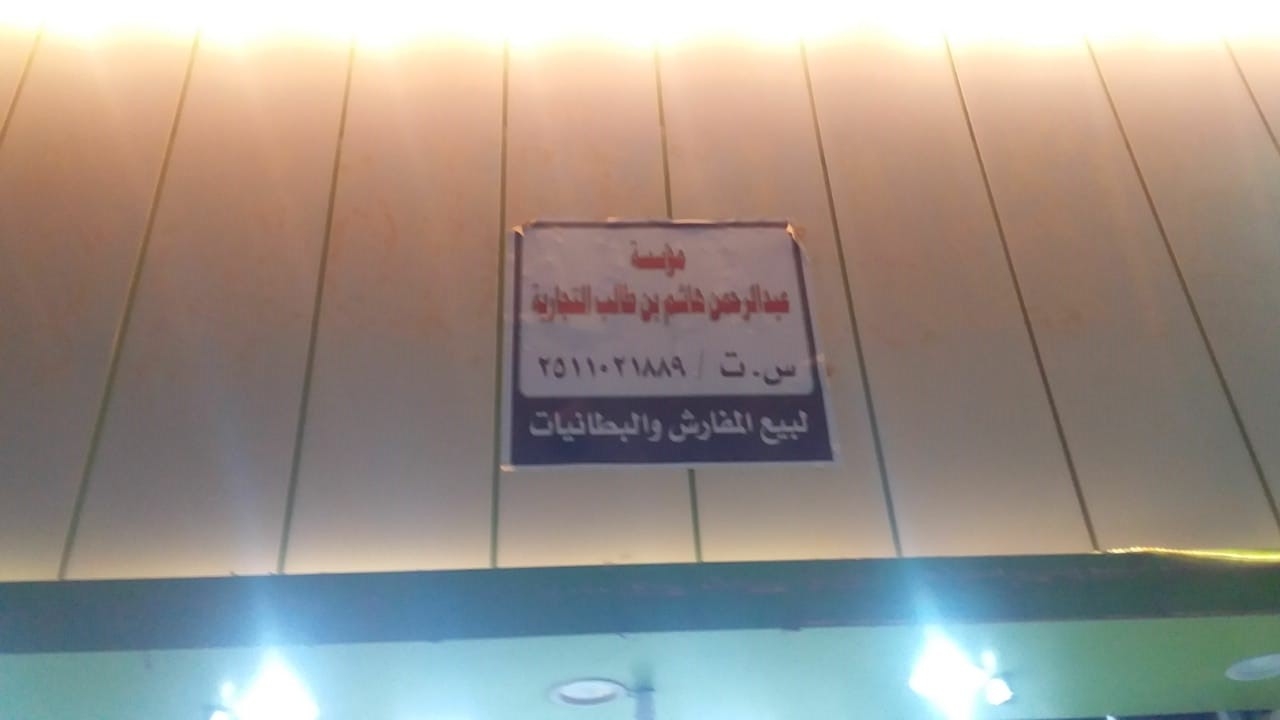 مؤسسة
عبدالرحمن هاشم بن طالب التجارية
س.ت / ٢٥١١٠٢١٨٨٩
لبيع المفارش والبطانيات